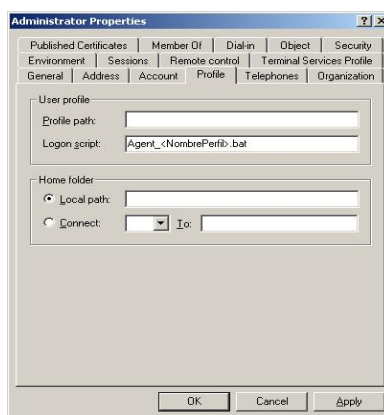 Administrator Properties
Published Certificates Member Of Dial-in Object Security
Environment Sessions Remote control Terminal Services Profile
General Address Account Profile Telephones Organization
User profile
Profile path:
Logon script: Agent_<NombrePerfil>.bat
Home folder
Local path:
Connect: To:
OK Cancel Apply